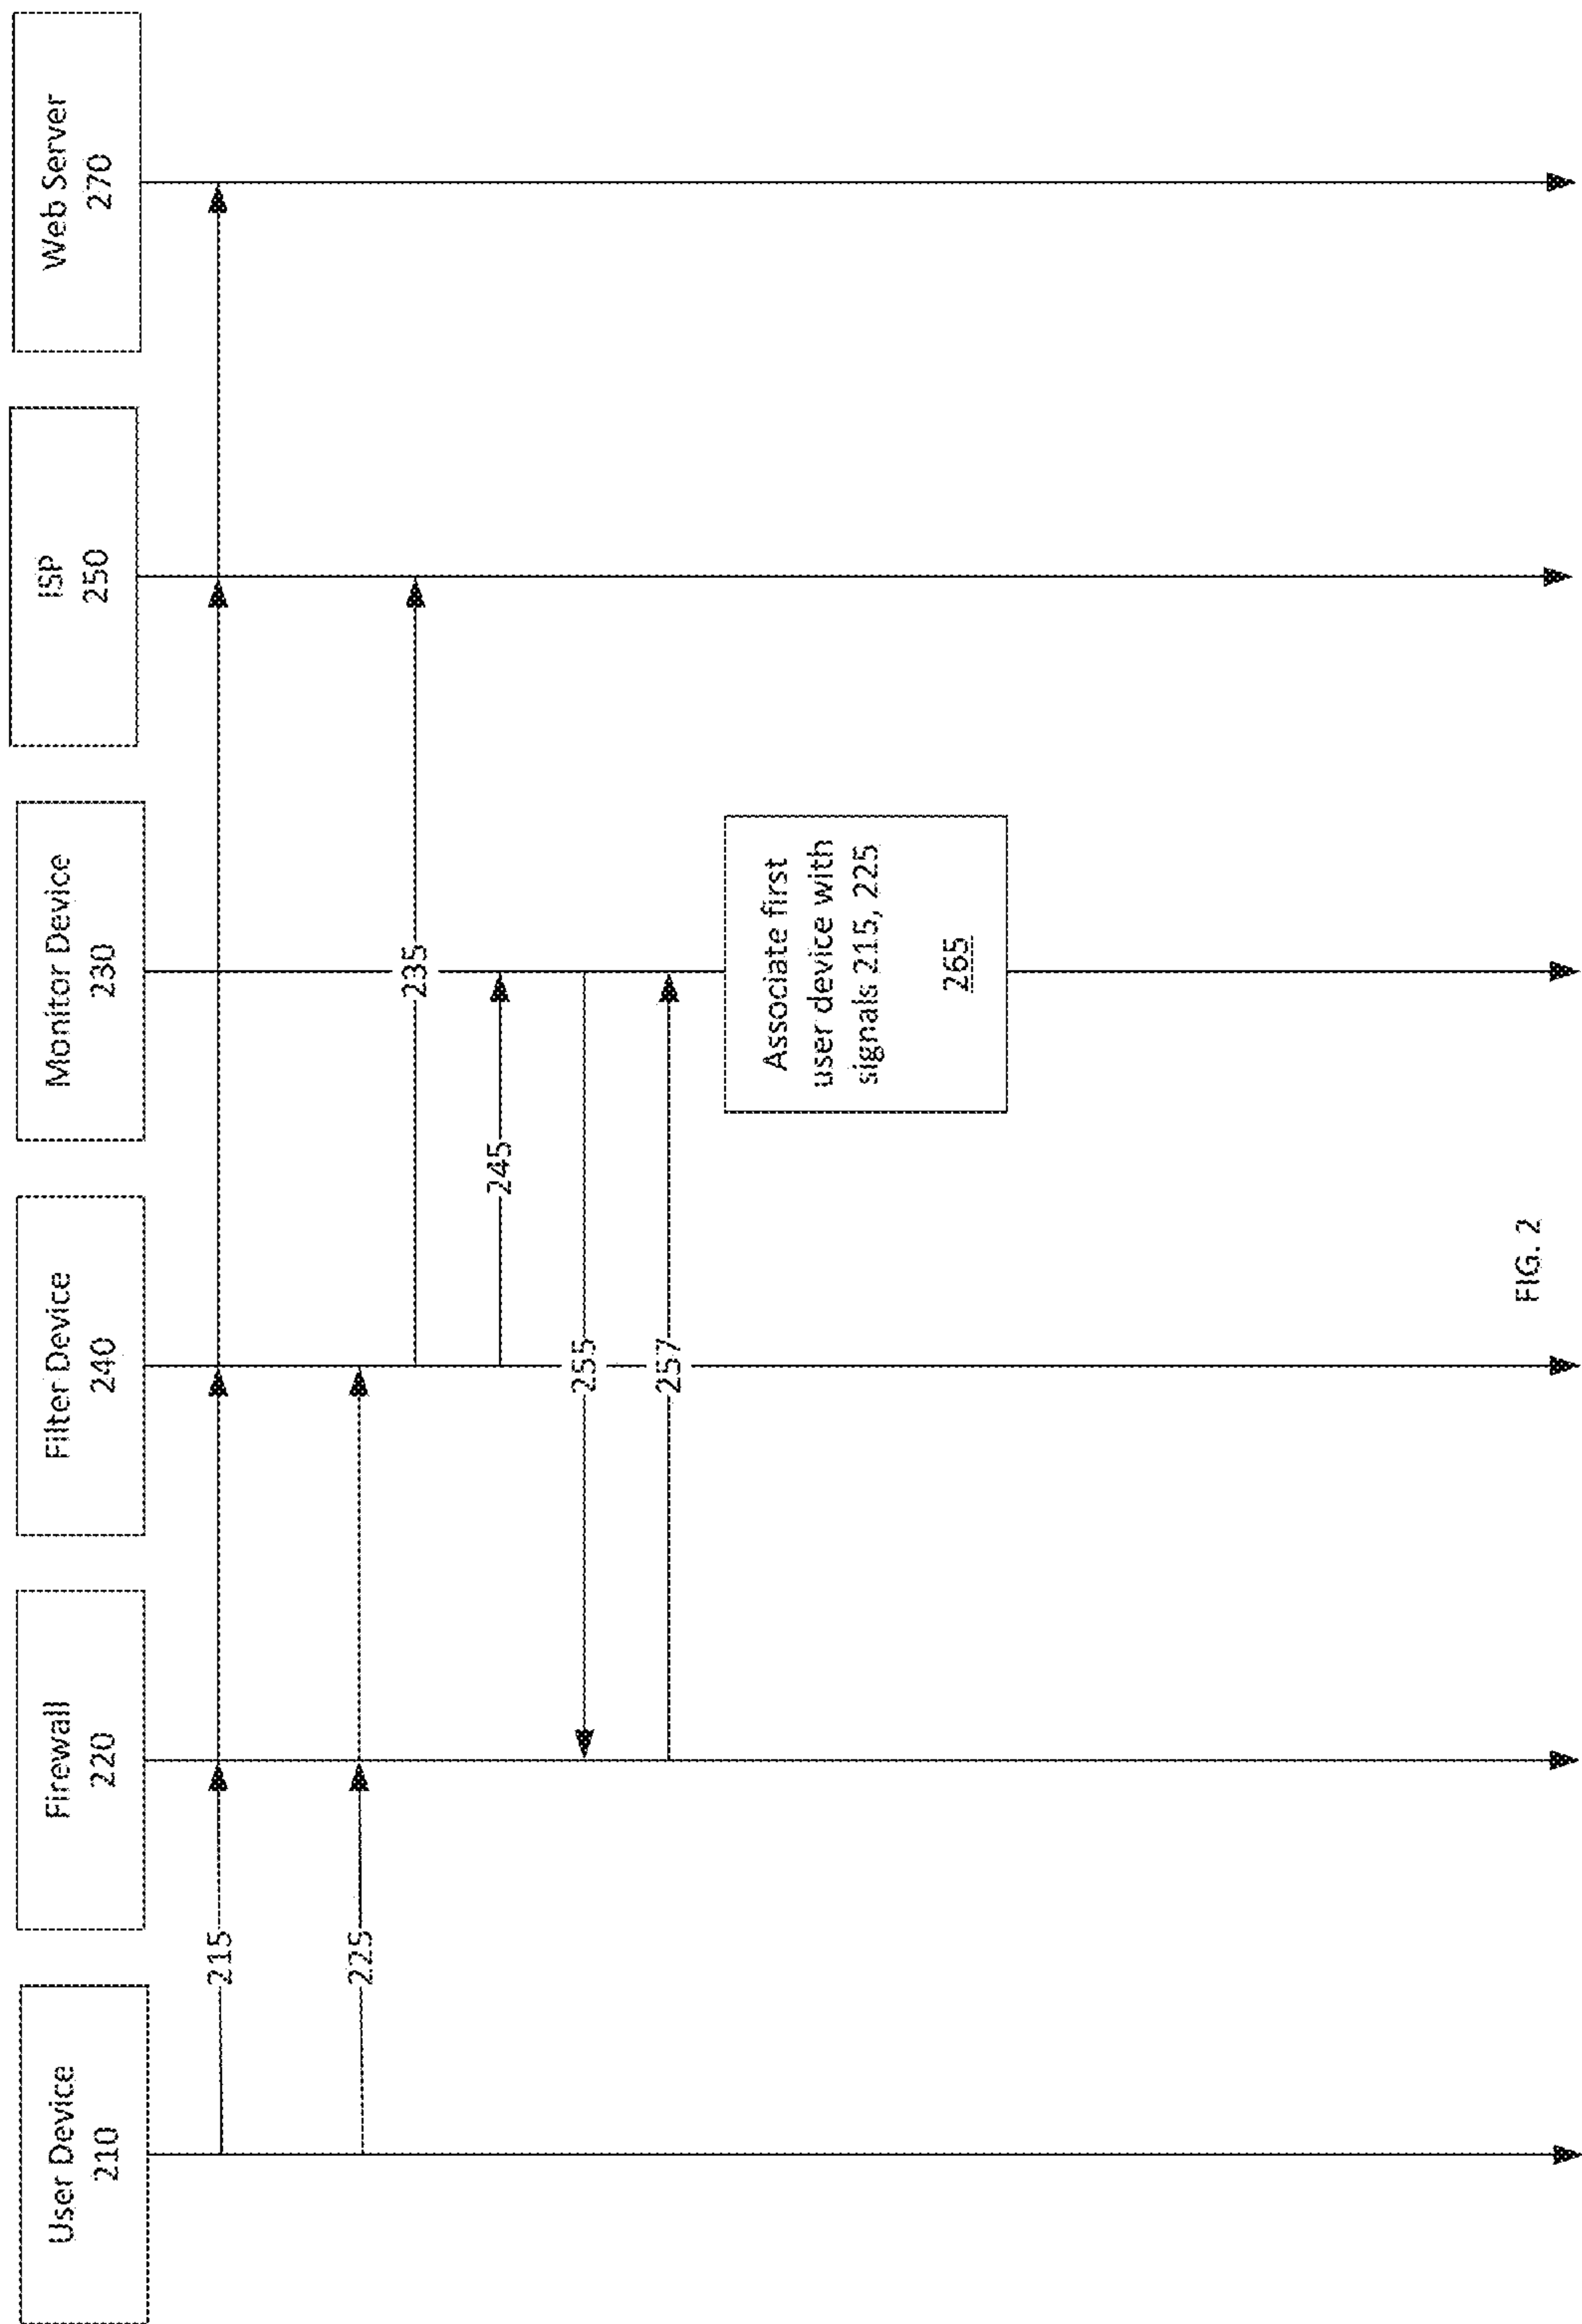 User Device
210
Firewall
220
Filter Device
240
Monitor Device
230
ISP
250
Web Server
270
215
225
235
245
255
257
Associate first
user device with
signals 215, 225
265
FIG. 2